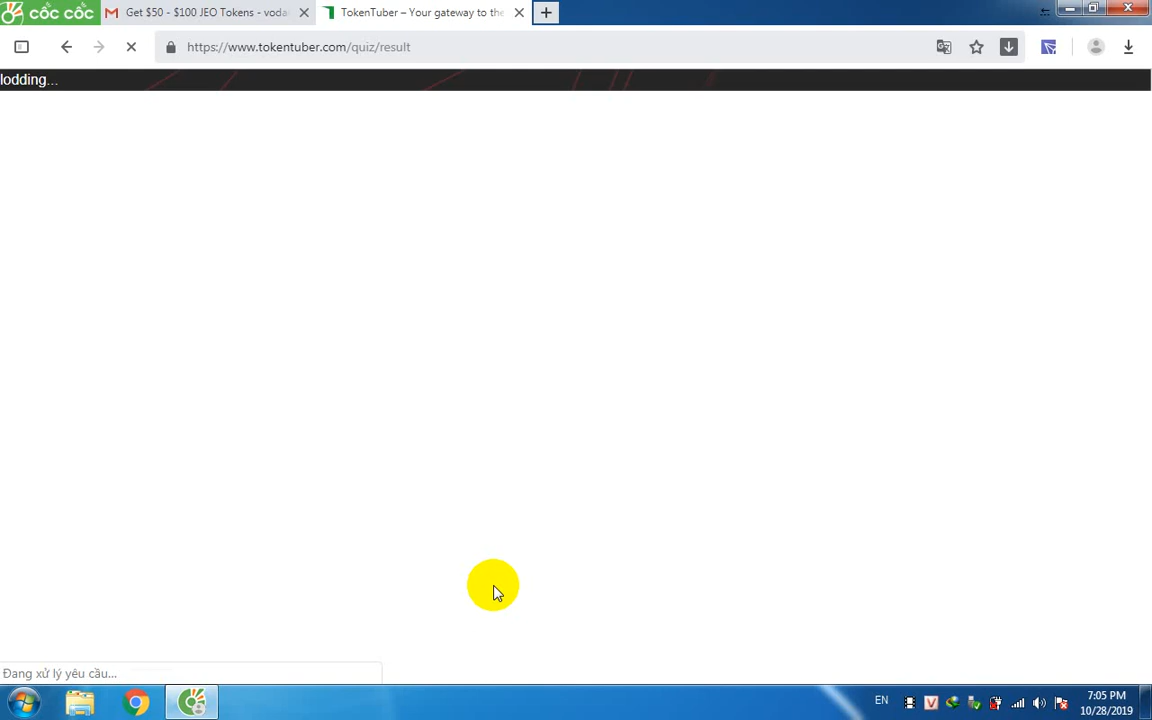 cốc cốc
Get $50 - $100 JEO Tokens - voda
TokenTuber – Your gateway to the
https://www.tokentuber.com/quiz/result
lodding...
Đang xử lý yêu cầu...
EN
7:05 PM
10/28/2019